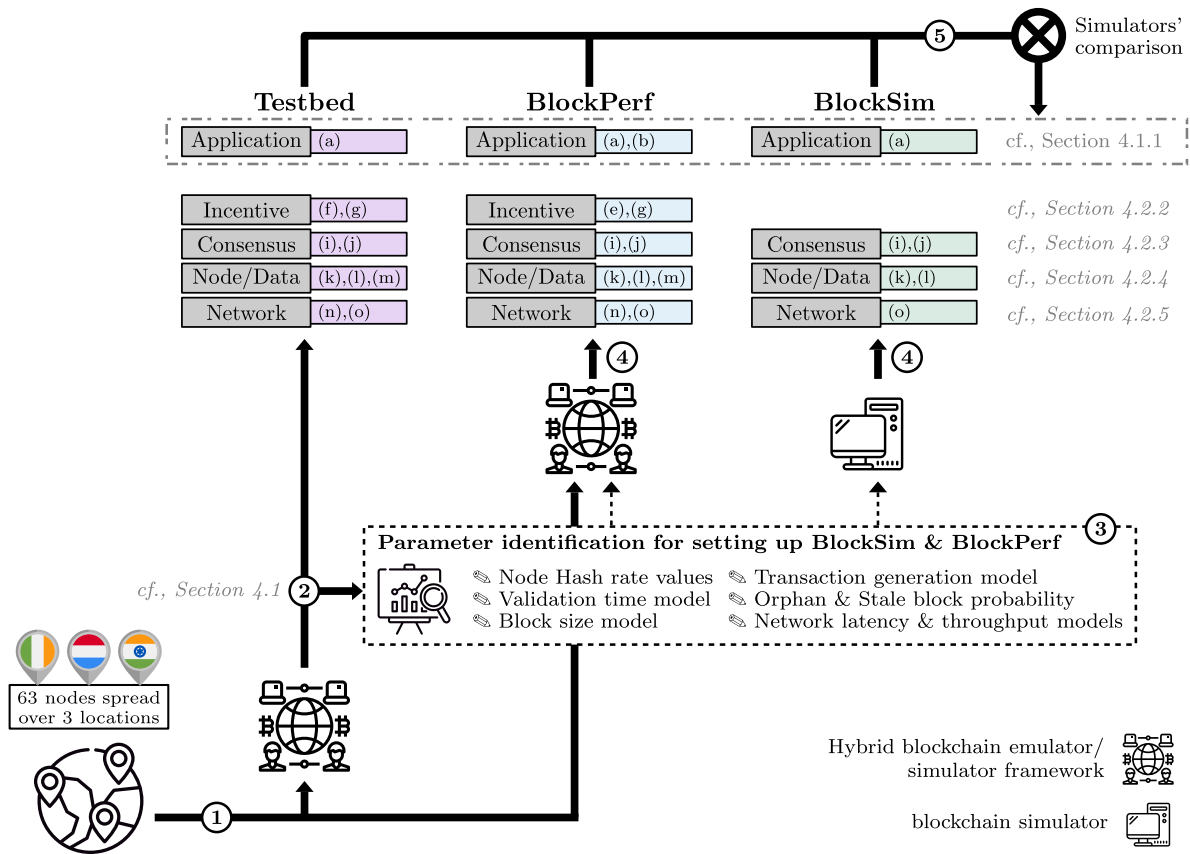 5
Simulators'
comparison
Testbed
BlockPerf
BlockSim
Application (a)
Application (a),(b)
Application (a)
cf., Section 4.1.1
Incentive (f),(g)
Incentive (e),(g)
cf., Section 4.2.2
Consensus (i),(j)
Consensus (i),(j)
Consensus (i),(j)
cf., Section 4.2.3
Node/Data (k),(l),(m)
Node/Data (k),(l),(m)
Node/Data (k),(l)
cf., Section 4.2.4
Network (n),(o)
Network (n),(o)
Network (o)
cf., Section 4.2.5
4
4
3
Parameter identification for setting up BlockSim & BlockPerf
Node Hash rate values
Validation time model
Block size model
Transaction generation model
Orphan & Stale block probability
Network latency & throughput models
cf., Section 4.1
2
63 nodes spread
over 3 locations
1
Hybrid blockchain emulator/
simulator framework
blockchain simulator